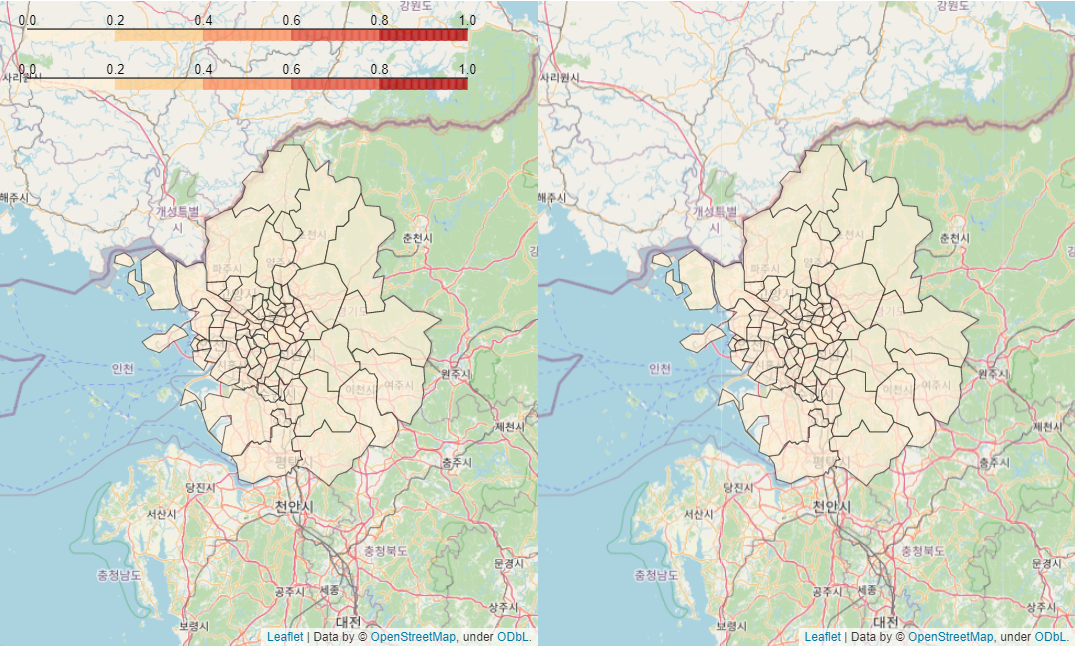 강원도
강원도
0.0 0.2 0.4 0.6 0.8 1.0
0.0 0.2 0.4 0.6 0.8 1.0
사리원시
사리원시
해주시
해주시
개성특별
시
개성특별
시
춘천시
춘천시
파주시
파주시
인천
인천
이천시
여주시
이천시
여주시
원주시
원주시
제천시
제천시
평택시
평택시
충주시
충주시
당진시
당진시
서산시
서산시
천안시
천안시
충청북도
충청북도
문경시
문경시
충청남도
충청남도
공주시
세종
공주시
세종
상주시
상주시
보령시
대전
보령시
대전
Leaflet | Data by © OpenStreetMap, under ODbL.
Leaflet | Data by © OpenStreetMap, under ODbL.